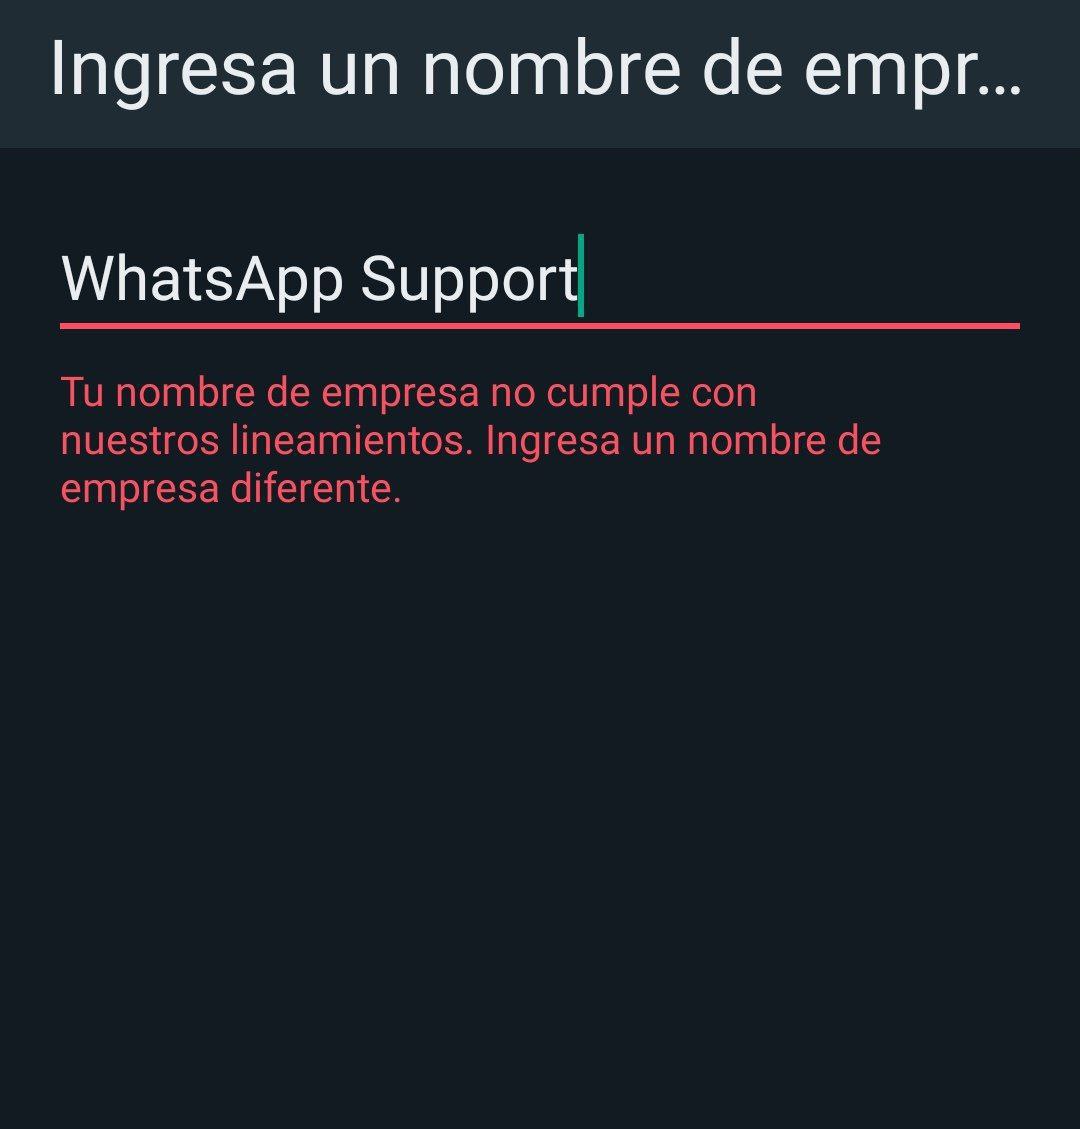 Ingresa un nombre de empr...
WhatsApp Support
Tu nombre de empresa no cumple con
nuestros lineamientos. Ingresa un nombre de
empresa diferente.